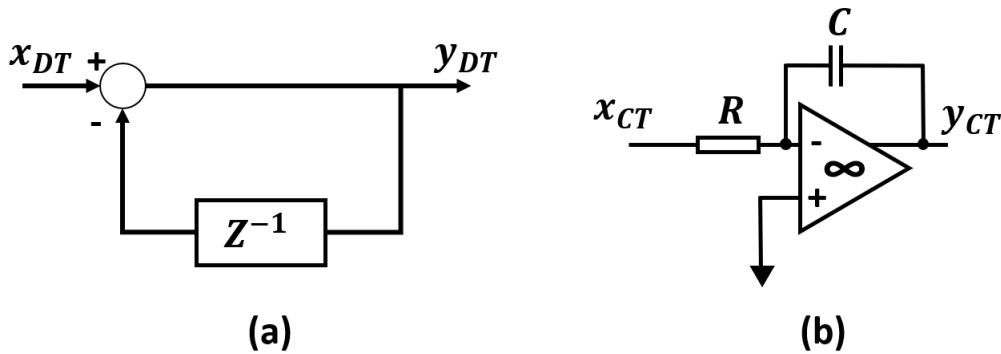 x_DT + y_DT
-
Z^{-1}
(a)
C
x_CT R y_CT
- ∞
+
(b)